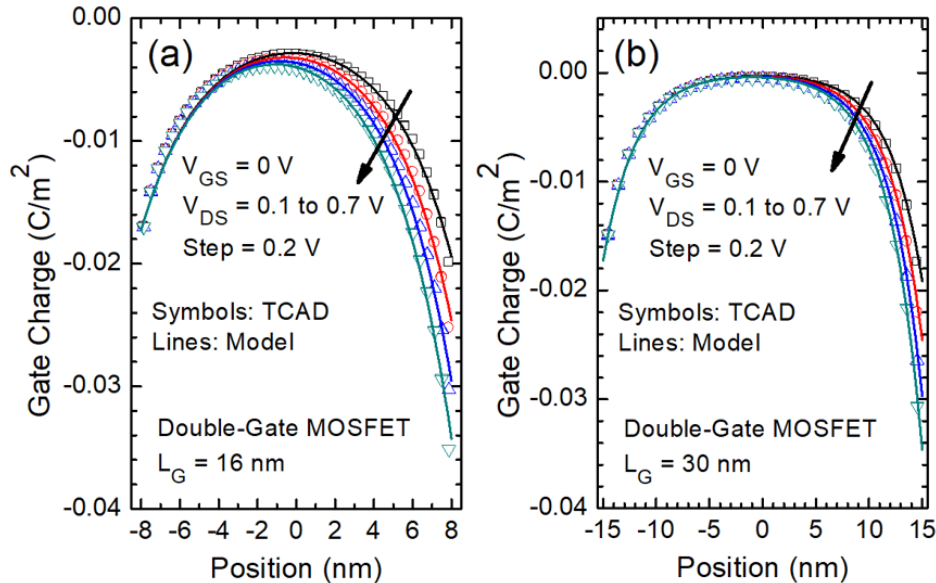 (a)
0.00
-0.01
-0.02
-0.03
-0.04
Gate Charge (C/m²)
V_GS = 0 V
V_DS = 0.1 to 0.7 V
Step = 0.2 V
Symbols: TCAD
Lines: Model
Double-Gate MOSFET
L_G = 16 nm
-8 -6 -4 -2 0 2 4 6 8
Position (nm)
(b)
0.00
-0.01
-0.02
-0.03
-0.04
Gate Charge (C/m²)
V_GS = 0 V
V_DS = 0.1 to 0.7 V
Step = 0.2 V
Symbols: TCAD
Lines: Model
Double-Gate MOSFET
L_G = 30 nm
-15 -10 -5 0 5 10 15
Position (nm)